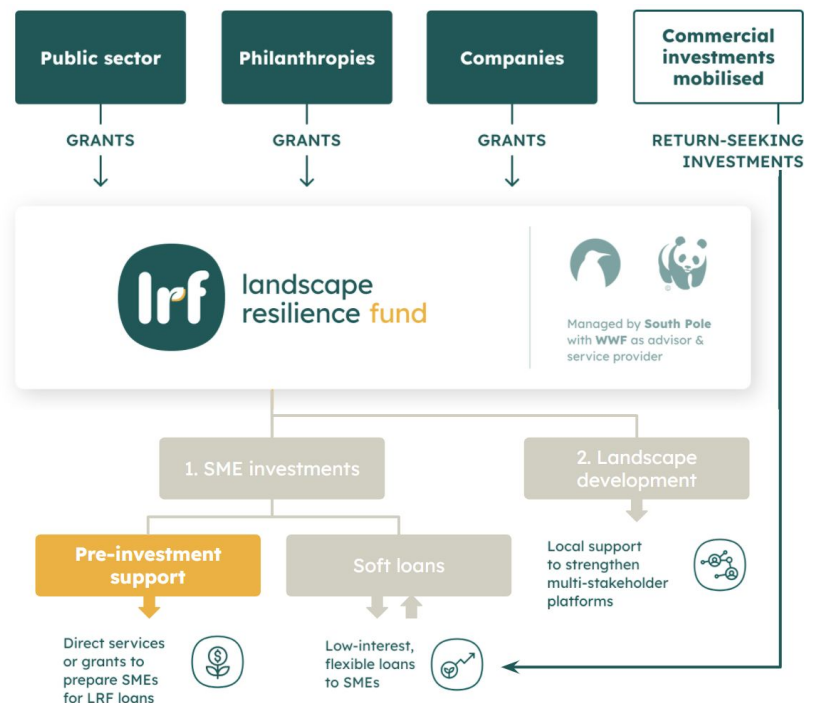 Public sector
Philanthropies
Companies
Commercial
investments
mobilised
GRANTS
GRANTS
GRANTS
RETURN-SEEKING
INVESTMENTS
lrf
landscape
resilience fund
Managed by South Pole
with WWF as advisor &
service provider
1. SME investments
2. Landscape
development
Pre-investment
support
Soft loans
Local support
to strengthen
multi-stakeholder
platforms
Direct services
or grants to
prepare SMEs
for LRF loans
$
Low-interest,
flexible loans
to SMEs